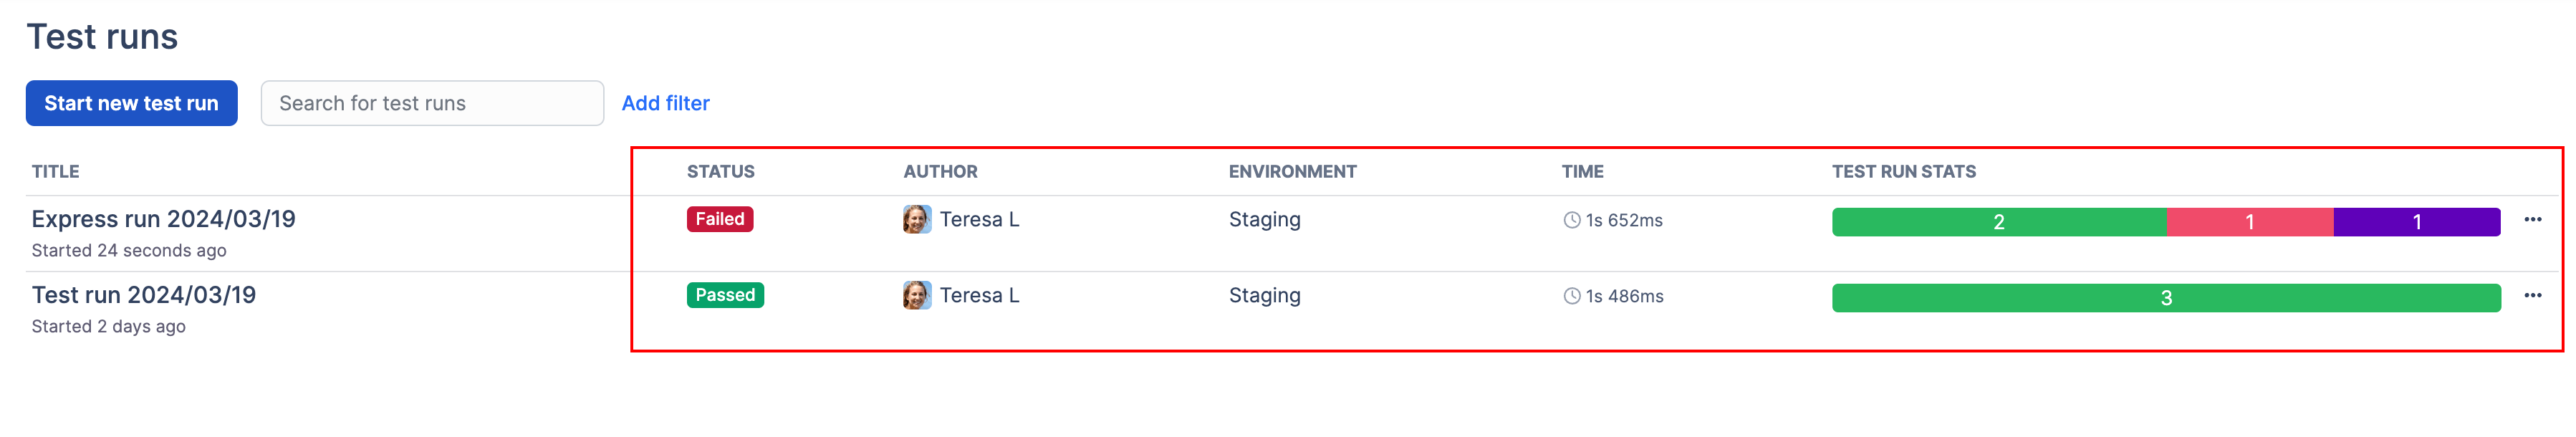 Test runs
Start new test run Search for test runs Add filter
TITLE STATUS AUTHOR ENVIRONMENT TIME TEST RUN STATS
Express run 2024/03/19 Failed Teresa L Staging 1s 652ms 2 1 1
Started 24 seconds ago
Test run 2024/03/19 Passed Teresa L Staging 1s 486ms 3
Started 2 days ago